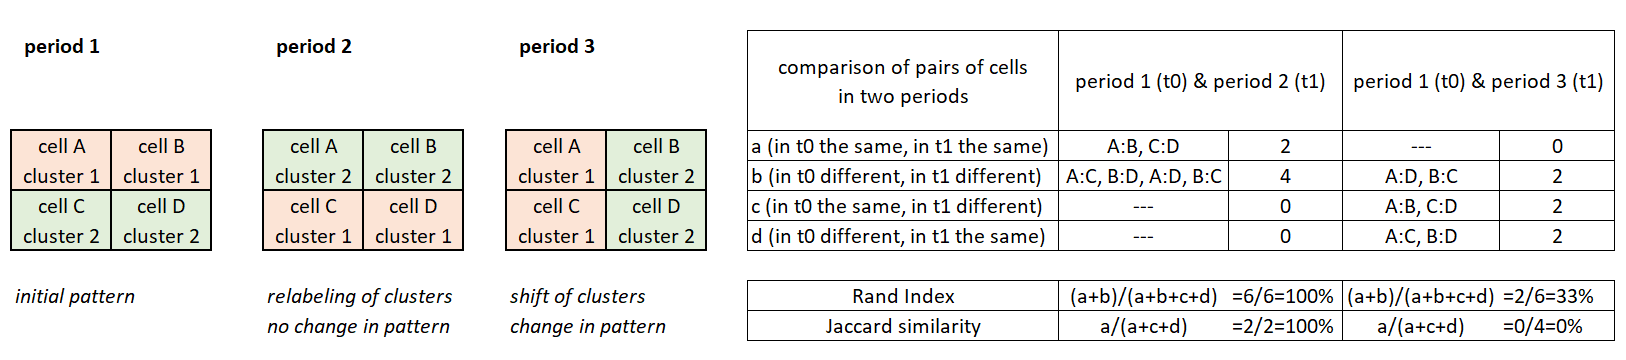 period 1
period 2
period 3
cell A
cell B
cluster 1
cluster 1
cell C
cell D
cluster 2
cluster 2
cell A
cell B
cluster 2
cluster 2
cell C
cell D
cluster 1
cluster 1
cell A
cell B
cluster 1
cluster 2
cell C
cell D
cluster 1
cluster 2
initial pattern
relabeling of clusters
no change in pattern
shift of clusters
change in pattern
comparison of pairs of cells
in two periods
period 1 (t0) & period 2 (t1)
period 1 (t0) & period 3 (t1)
a (in t0 the same, in t1 the same)
A:B, C:D
2
---
0
b (in t0 different, in t1 different)
A:C, B:D, A:D, B:C
4
A:D, B:C
2
c (in t0 the same, in t1 different)
---
0
A:B, C:D
2
d (in t0 different, in t1 the same)
---
0
A:C, B:D
2
Rand Index
(a+b)/(a+b+c+d)
=6/6=100%
(a+b)/(a+b+c+d)
=2/6=33%
Jaccard similarity
a/(a+c+d)
=2/2=100%
a/(a+c+d)
=0/4=0%